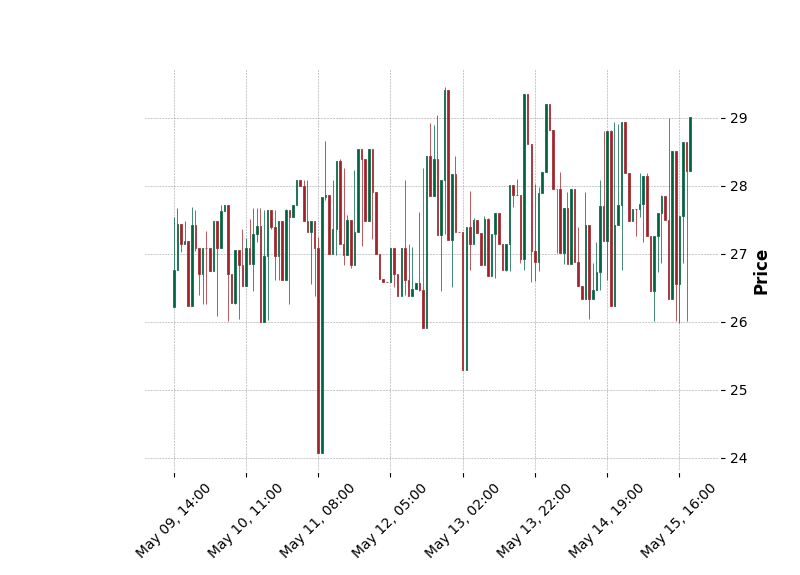 29
28
27
26
25
24
Price
May 09, 14:00
May 10, 11:00
May 11, 08:00
May 12, 05:00
May 13, 02:00
May 13, 22:00
May 14, 19:00
May 15, 16:00